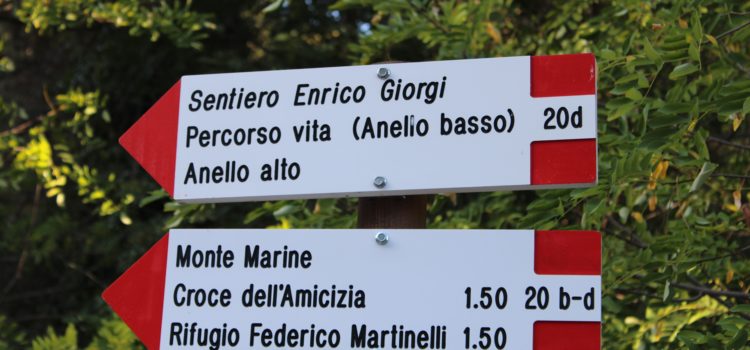 Sentiero Enrico Giorgi
Percorso vita (Anello basso) 20d
Anello alto
Monte Marine
Croce dell'Amicizia 1.50 20 b-d
Rifugio Federico Martinelli 1.50